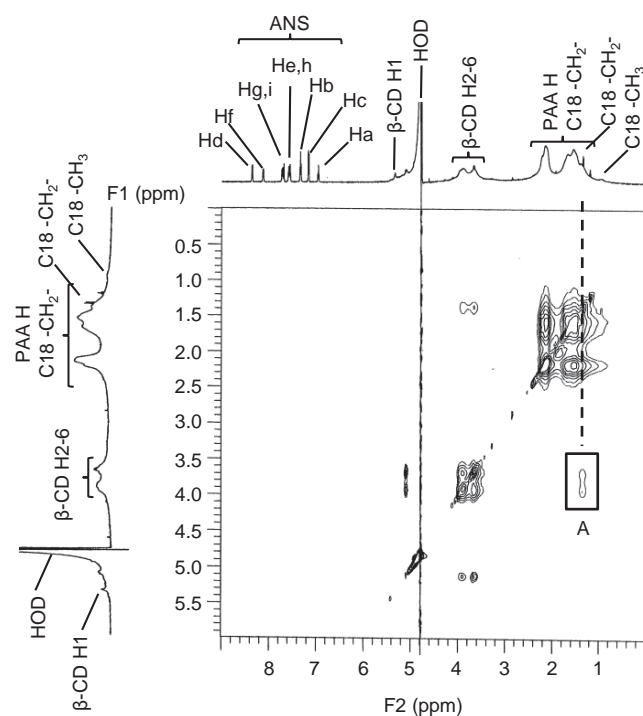 ANS
Hd
Hf
Hg,i
He,h
Hb
Hc
Ha
β-CD H1
HOD
β-CD H2-6
PAA H
C18 -CH₂-
C18 -CH₂-
C18 -CH₃
F1 (ppm)
C18 -CH₃
C18 -CH₂-
PAA H
C18 -CH₂-
β-CD H2-6
HOD
β-CD H1
0.5
1.0
1.5
2.0
2.5
3.0
3.5
4.0
4.5
5.0
5.5
A
8 7 6 5 4 3 2 1
F2 (ppm)